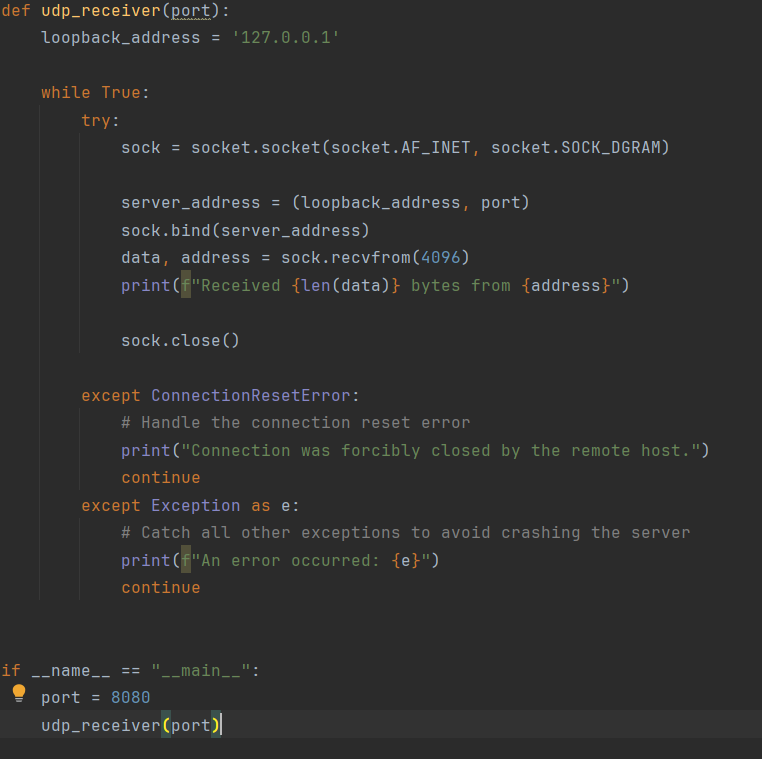 def udp_receiver(port):
    loopback_address = '127.0.0.1'
    while True:
        try:
            sock = socket.socket(socket.AF_INET, socket.SOCK_DGRAM)
            server_address = (loopback_address, port)
            sock.bind(server_address)
            data, address = sock.recvfrom(4096)
            print(f"Received {len(data)} bytes from {address}")
            sock.close()
        except ConnectionResetError:
            # Handle the connection reset error
            print("Connection was forcibly closed by the remote host.")
            continue
        except Exception as e:
            # Catch all other exceptions to avoid crashing the server
            print(f"An error occurred: {e}")
            continue
if __name__ == "__main__":
    port = 8080
    udp_receiver(port)